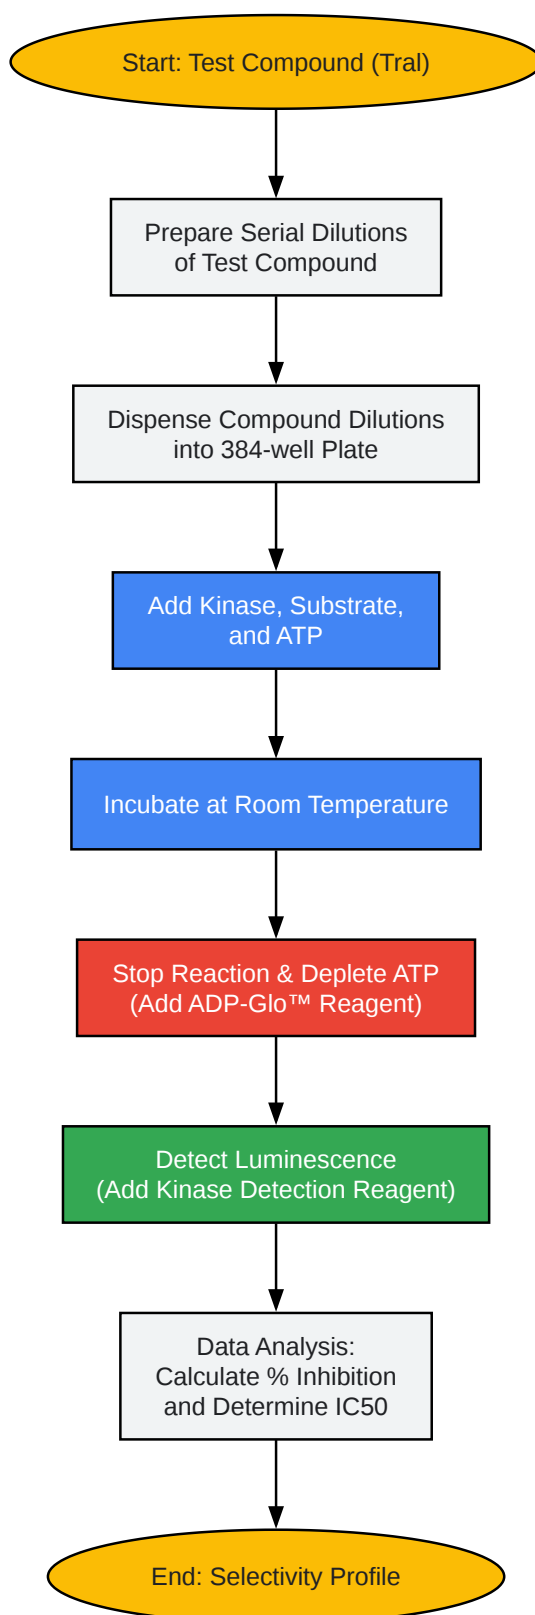 Start: Test Compound (Tral)
Prepare Serial Dilutions
of Test Compound
Dispense Compound Dilutions
into 384-well Plate
Add Kinase, Substrate,
and ATP
Incubate at Room Temperature
Stop Reaction & Deplete ATP
(Add ADP-Glo™ Reagent)
Detect Luminescence
(Add Kinase Detection Reagent)
Data Analysis:
Calculate % Inhibition
and Determine IC50
End: Selectivity Profile